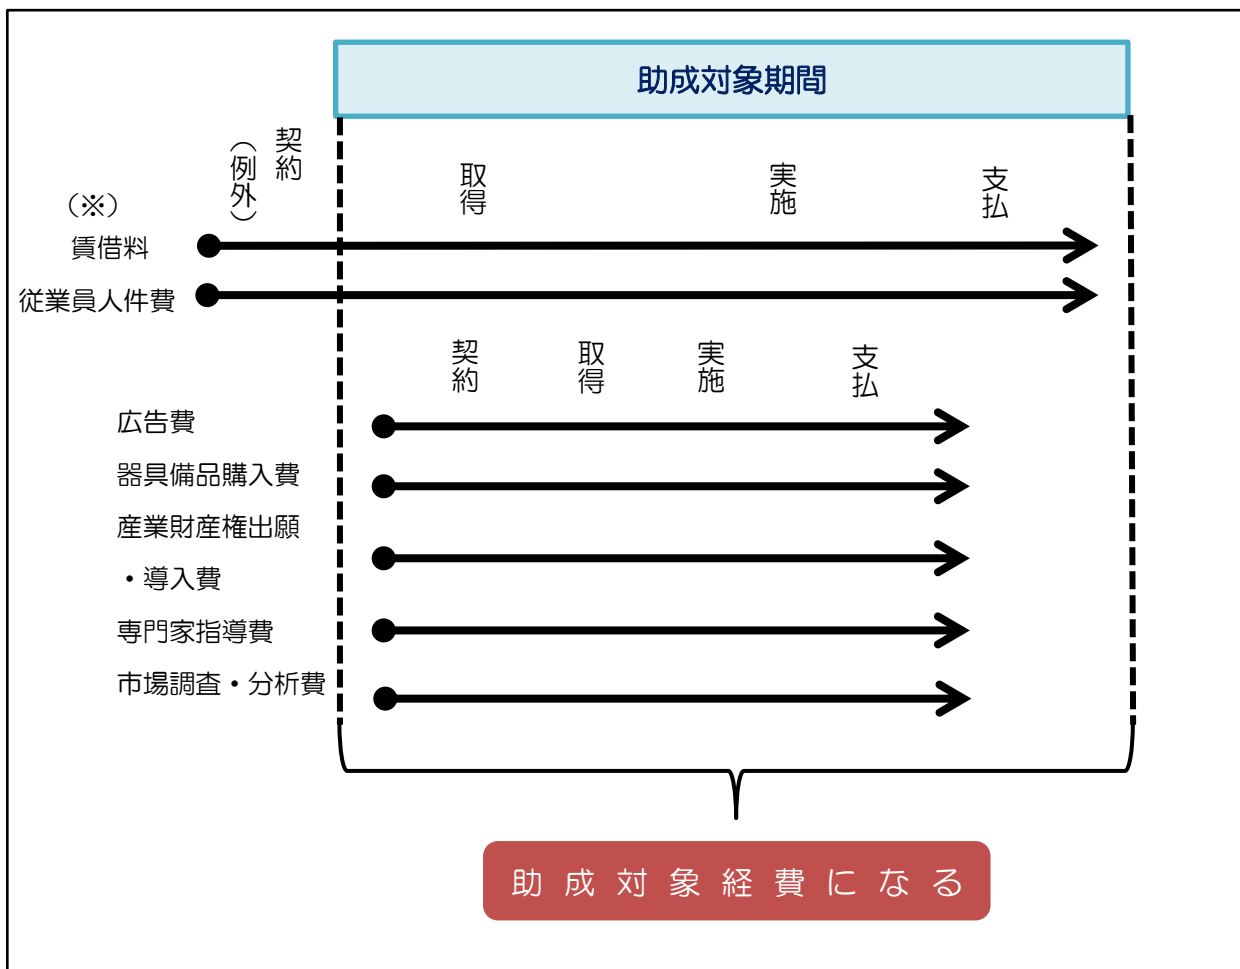 助成対象期間
契約
（例外）
取得
実施
支払
（※）
賃借料
従業員人件費
契約
取得
実施
支払
広告費
器具備品購入費
産業財産権出願
・導入費
専門家指導費
市場調査・分析費
助成対象経費になる